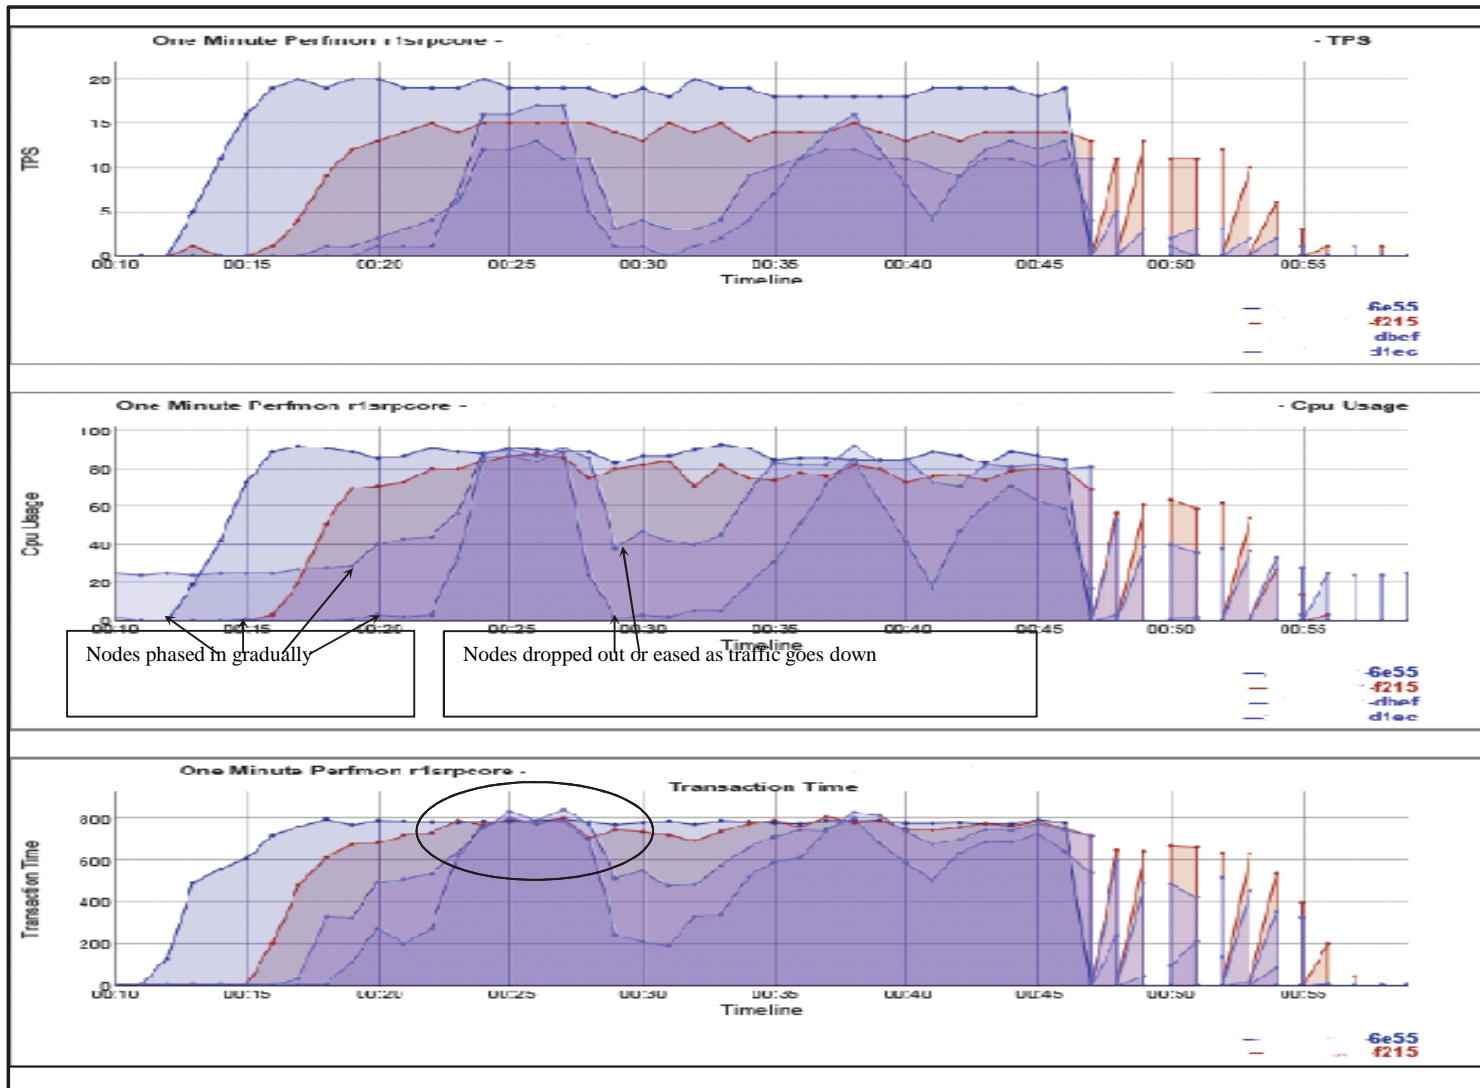 One Minute Perfmon r1srpcore -
- TPS
TPS
20
15
10
5
0
00:10 00:15 00:20 00:25 00:30 00:35 00:40 00:45 00:50 00:55
Timeline
-6e55
-f215
dbef
d1ec
One Minute Perfmon r1srpcore -
- Cpu Usage
Cpu Usage
100
80
60
40
20
0
00:10 00:15 00:20 00:25 00:30 00:35 00:40 00:45 00:50 00:55
Timeline
Nodes phased in gradually
Nodes dropped out or eased as traffic goes down
-6e55
-f215
-dbef
d1ec
One Minute Perfmon r1srpcore -
Transaction Time
Transaction Time
800
600
400
200
0
00:10 00:15 00:20 00:25 00:30 00:35 00:40 00:45 00:50 00:55
Timeline
-6e55
-f215